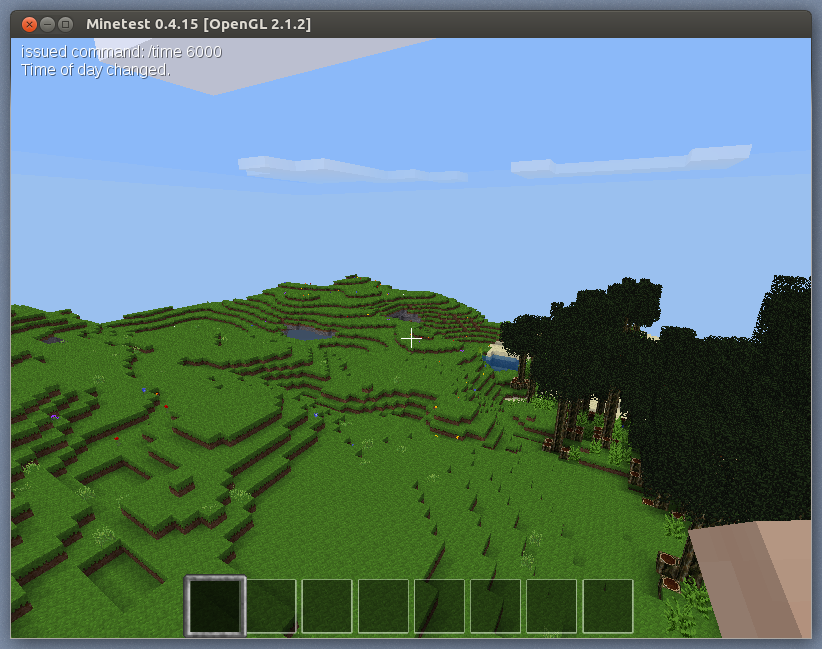 Minetest 0.4.15 [OpenGL 2.1.2]
issued command: /time 6000
Time of day changed.